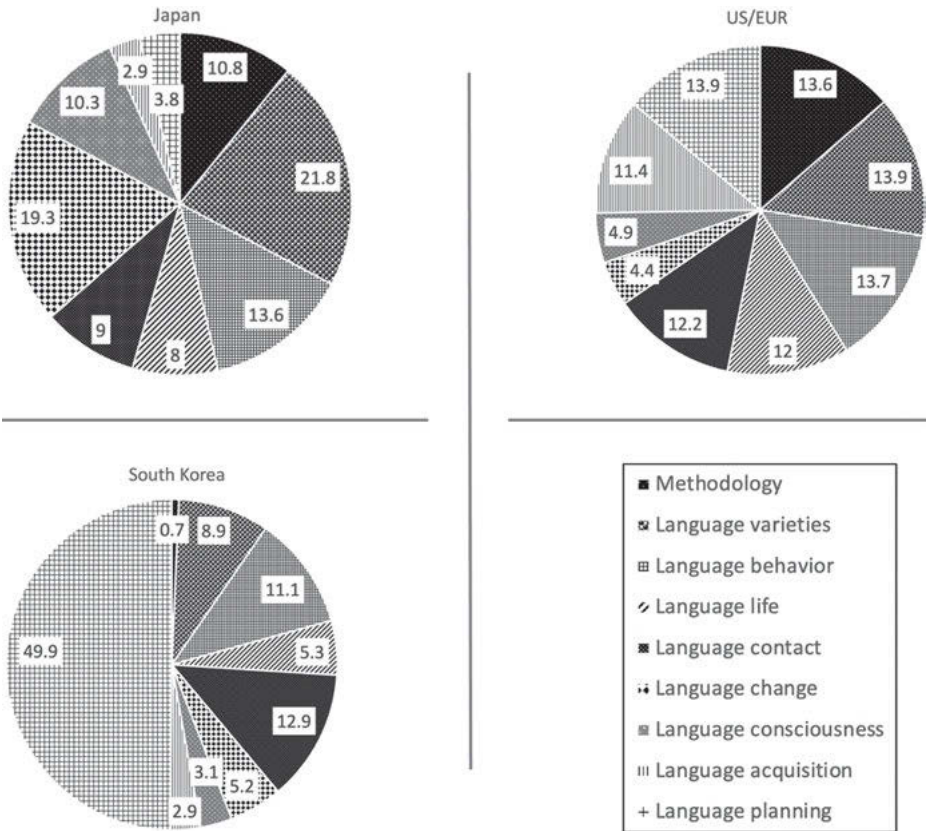 Japan
10.8
21.8
13.6
8
9
19.3
10.3
2.9
3.8
US/EUR
13.6
13.9
13.7
12
12.2
4.4
4.9
11.4
13.9
South Korea
0.7
8.9
11.1
5.3
12.9
5.2
3.1
2.9
49.9
Methodology
Language varieties
Language behavior
Language life
Language contact
Language change
Language consciousness
Language acquisition
Language planning